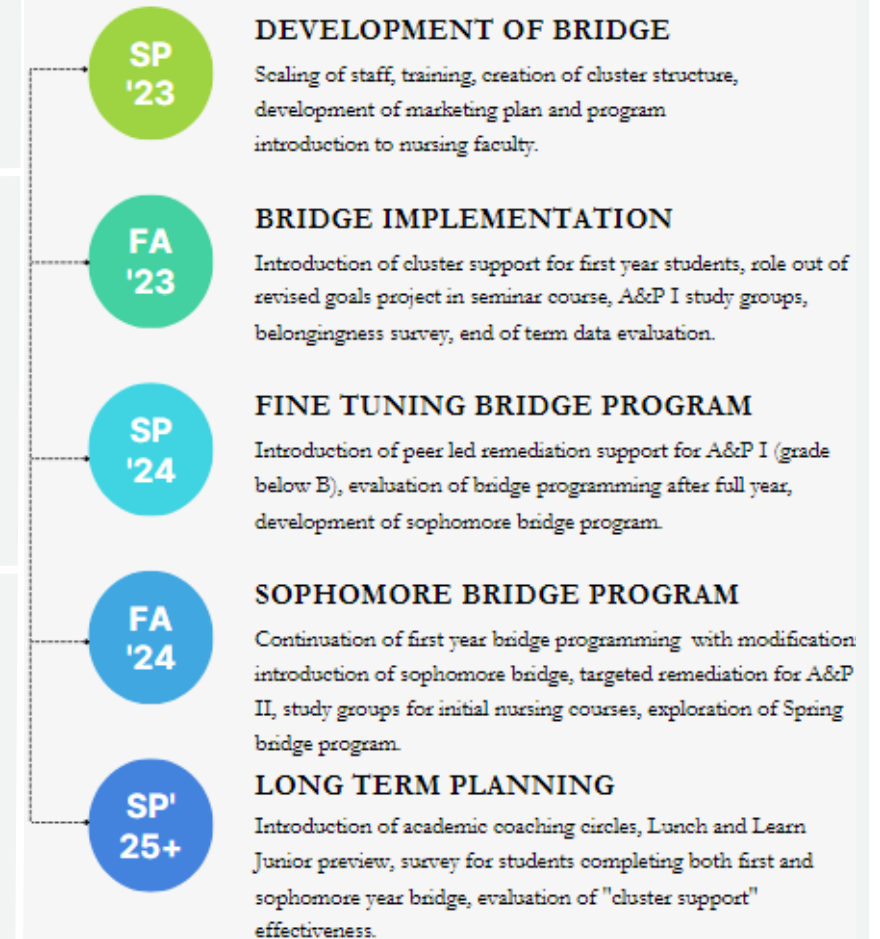 SP
'23
DEVELOPMENT OF BRIDGE
Scaling of staff, training, creation of cluster structure,
development of marketing plan and program
introduction to nursing faculty.
FA
'23
BRIDGE IMPLEMENTATION
Introduction of cluster support for first year students, role out of
revised goals project in seminar course, A&P I study groups,
belongingness survey, end of term data evaluation.
SP
'24
FINE TUNING BRIDGE PROGRAM
Introduction of peer led remediation support for A&P I (grade
below B), evaluation of bridge programming after full year,
development of sophomore bridge program.
FA
'24
SOPHOMORE BRIDGE PROGRAM
Continuation of first year bridge programming with modification
introduction of sophomore bridge, targeted remediation for A&P
II, study groups for initial nursing courses, exploration of Spring
bridge program.
SP'
25+
LONG TERM PLANNING
Introduction of academic coaching circles, Lunch and Learn
Junior preview, survey for students completing both first and
sophomore year bridge, evaluation of "cluster support"
effectiveness.